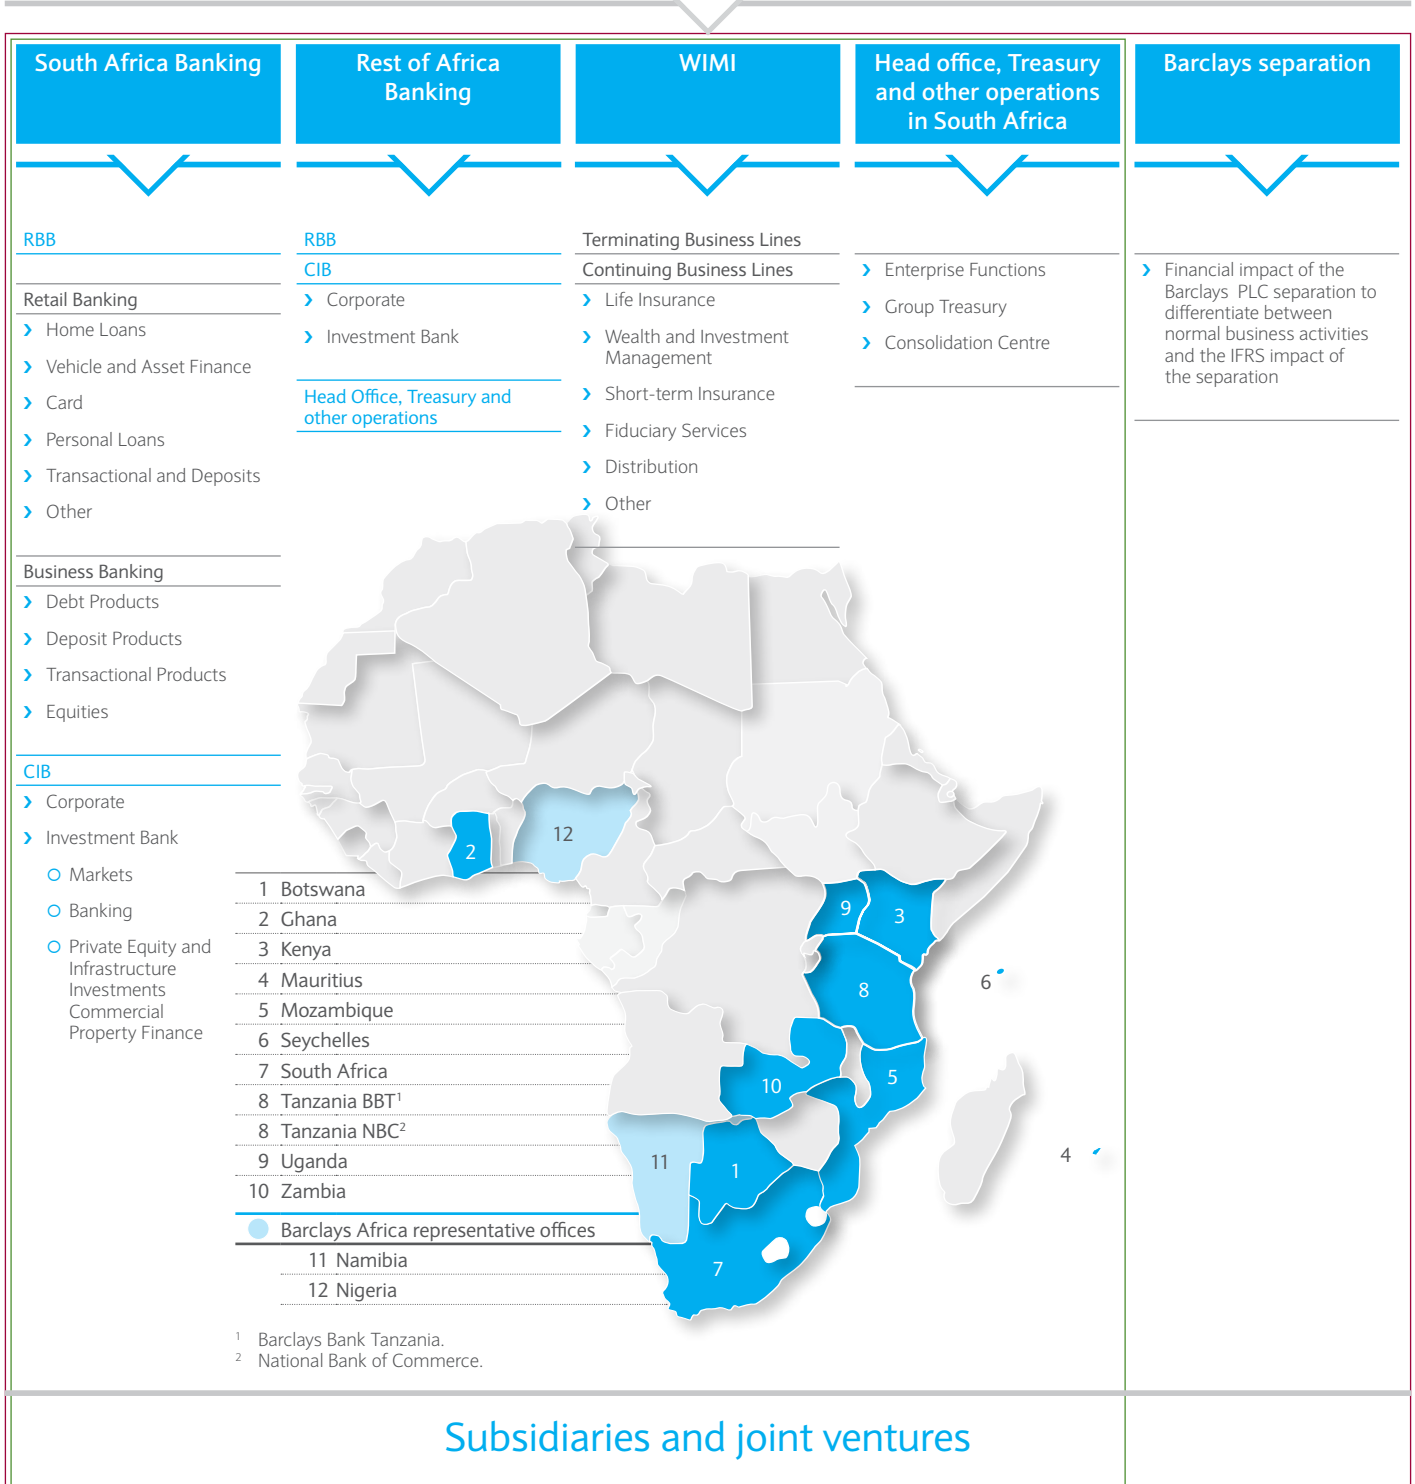 South Africa Banking
Rest of Africa
Banking
WIMI
Head office, Treasury
and other operations
in South Africa
Barclays separation
RBB
Retail Banking
Home Loans
Vehicle and Asset Finance
Card
Personal Loans
Transactional and Deposits
Other
Business Banking
Debt Products
Deposit Products
Transactional Products
Equities
CIB
Corporate
Investment Bank
Markets
Banking
Private Equity and
Infrastructure
Investments
Commercial
Property Finance
RBB
CIB
Corporate
Investment Bank
Head Office, Treasury and
other operations
Terminating Business Lines
Continuing Business Lines
Life Insurance
Wealth and Investment
Management
Short-term Insurance
Fiduciary Services
Distribution
Other
Enterprise Functions
Group Treasury
Consolidation Centre
Financial impact of the
Barclays PLC separation to
differentiate between
normal business activities
and the IFRS impact of
the separation
12
2
9
3
6
8
10
5
4
11
1
7
1 Botswana
2 Ghana
3 Kenya
4 Mauritius
5 Mozambique
6 Seychelles
7 South Africa
8 Tanzania BBT¹
8 Tanzania NBC²
9 Uganda
10 Zambia
Barclays Africa representative offices
11 Namibia
12 Nigeria
¹ Barclays Bank Tanzania.
² National Bank of Commerce.
Subsidiaries and joint ventures